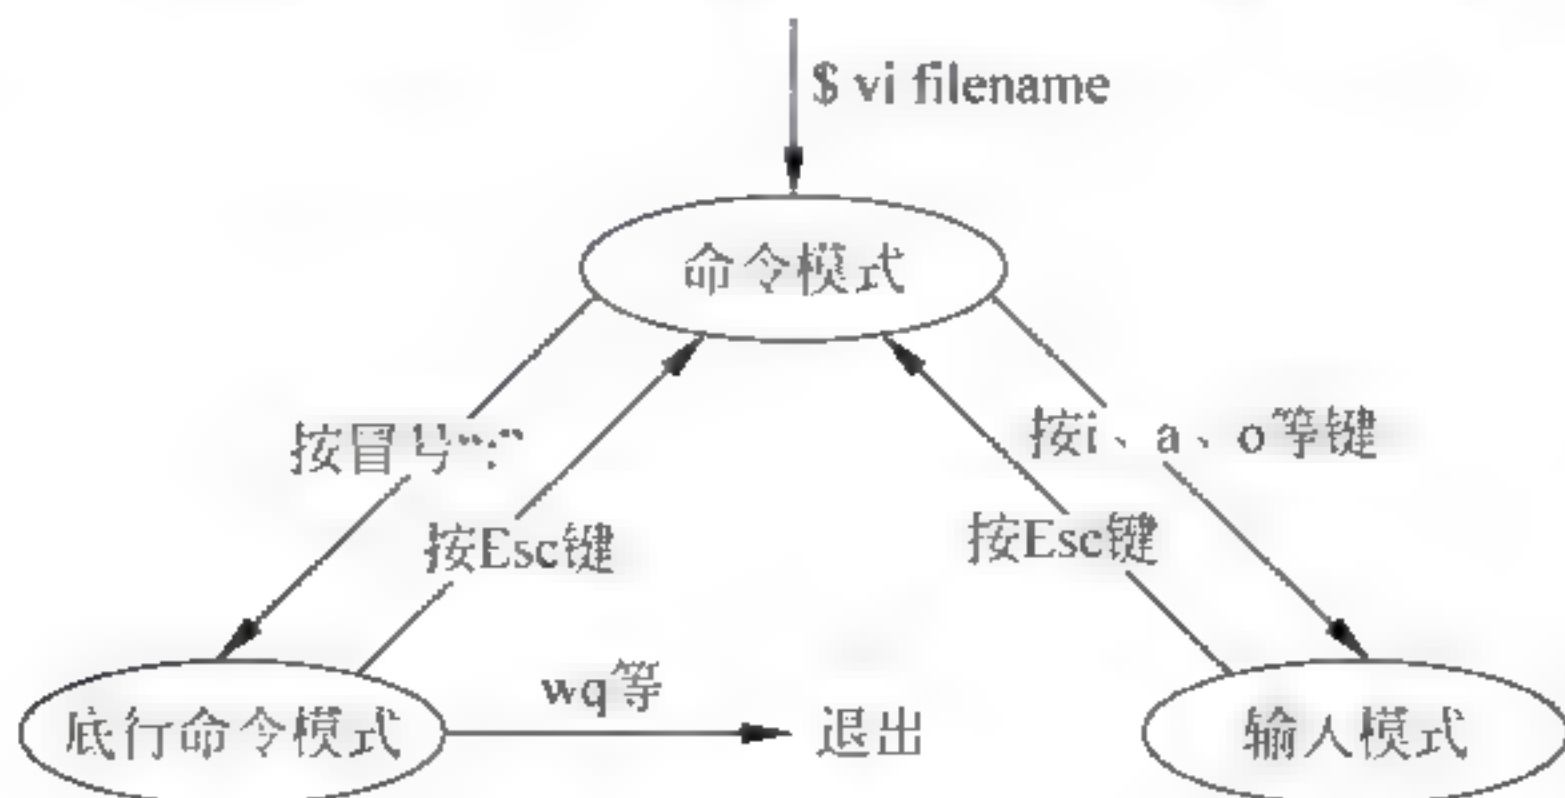 $ vi filename
命令模式
按冒号“:”
按i、a、o等键
按Esc键
按Esc键
底行命令模式
wq等
退出
输入模式